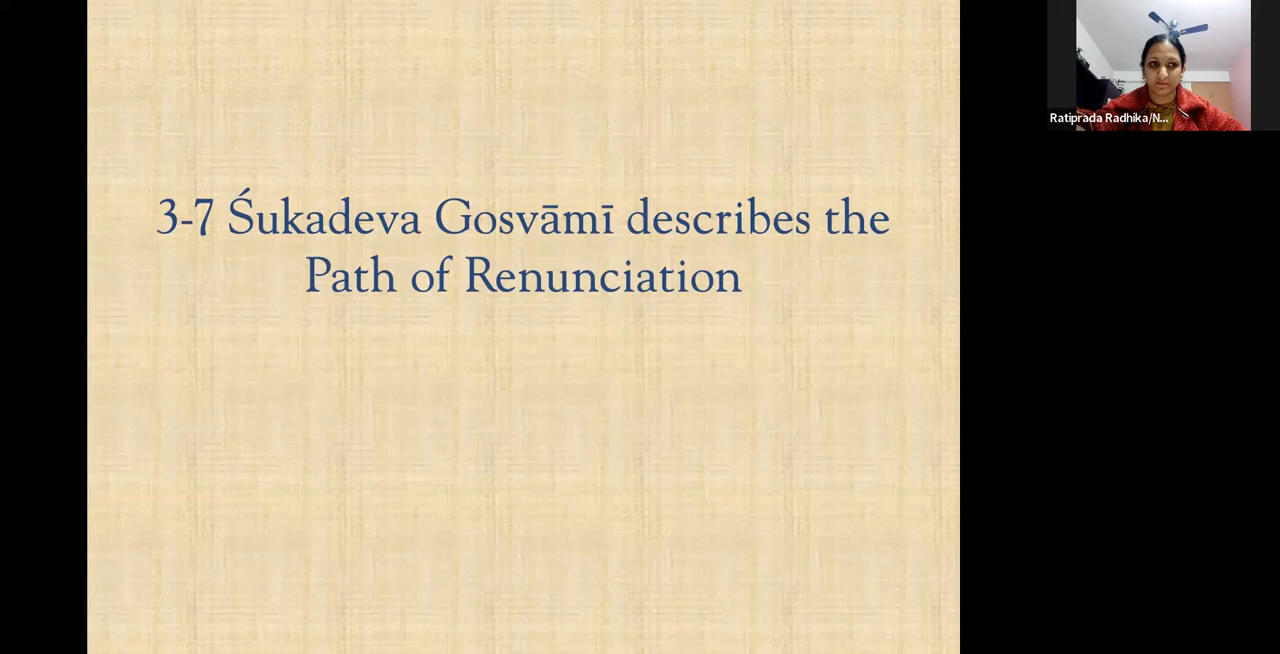 3-7 Śukadeva Gosvāmī describes the
Path of Renunciation
Ratiprada Radhika/N...